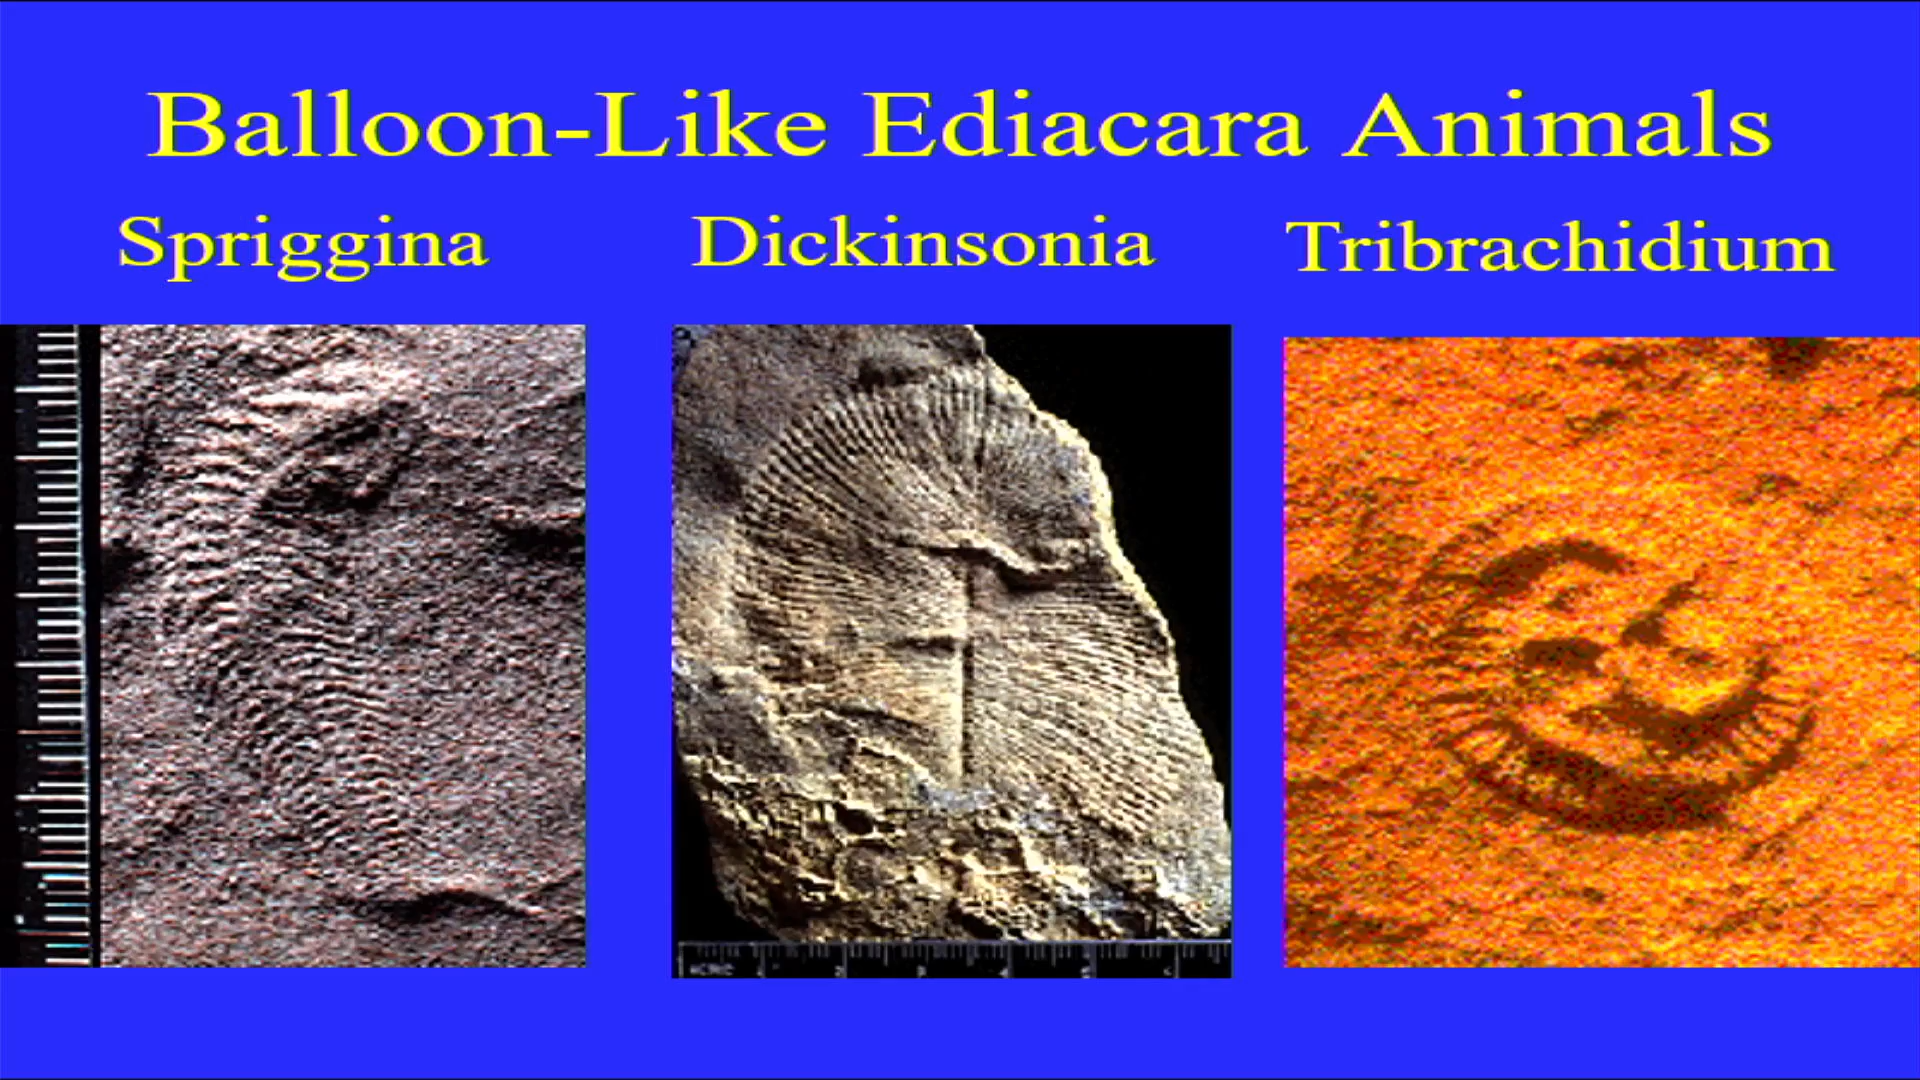 Balloon-Like Ediacara Animals
Spriggina
Dickinsonia
Tribrachidium